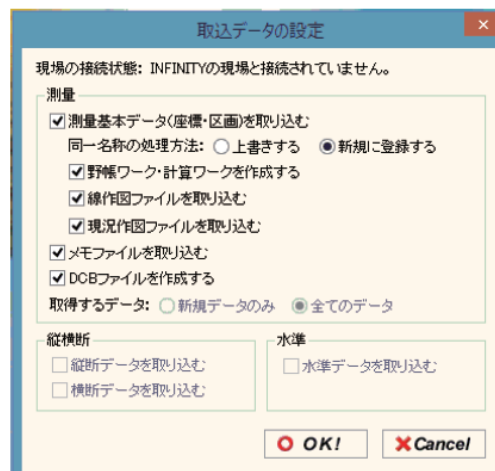 取込データの設定
現場の接続状態: INFINITYの現場と接続されていません。
測量
測量基本データ(座標・区画)を取り込む
同一名称の処理方法: 上書きする 新規に登録する
野帳ワーク・計算ワークを作成する
線作図ファイルを取り込む
現況作図ファイルを取り込む
メモファイルを取り込む
DCBファイルを作成する
取得するデータ: 新規データのみ 全てのデータ
縦横断
縦断データを取り込む
横断データを取り込む
水準
水準データを取り込む
OK!
Cancel